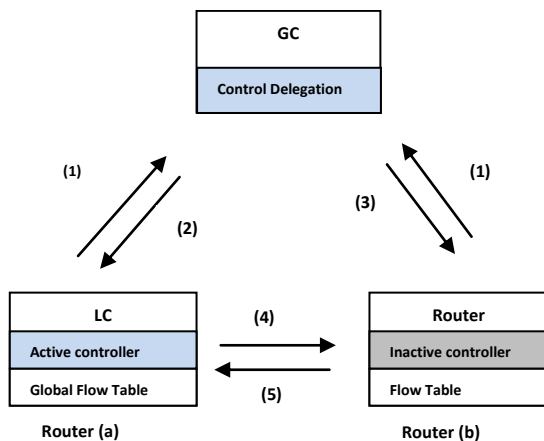 GC
Control Delegation
(1)
(1)
(3)
(2)
LC
Active controller
Global Flow Table
Router (a)
(4)
(5)
Router
Inactive controller
Flow Table
Router (b)